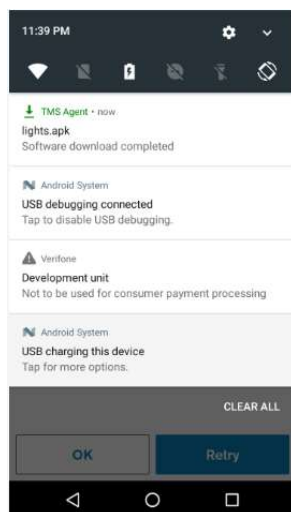 11:39 PM
TMS Agent • now
lights.apk
Software download completed
Android System
USB debugging connected
Tap to disable USB debugging.
Verifone
Development unit
Not to be used for consumer payment processing
Android System
USB charging this device
Tap for more options.
CLEAR ALL
OK
Retry